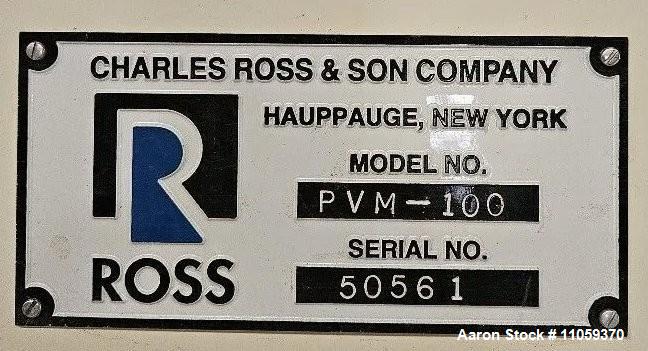 CHARLES ROSS & SON COMPANY
HAUPPAUGE, NEW YORK
MODEL NO.
PVM-100
SERIAL NO.
50561
R
ROSS
Aaron Stock # 11059370